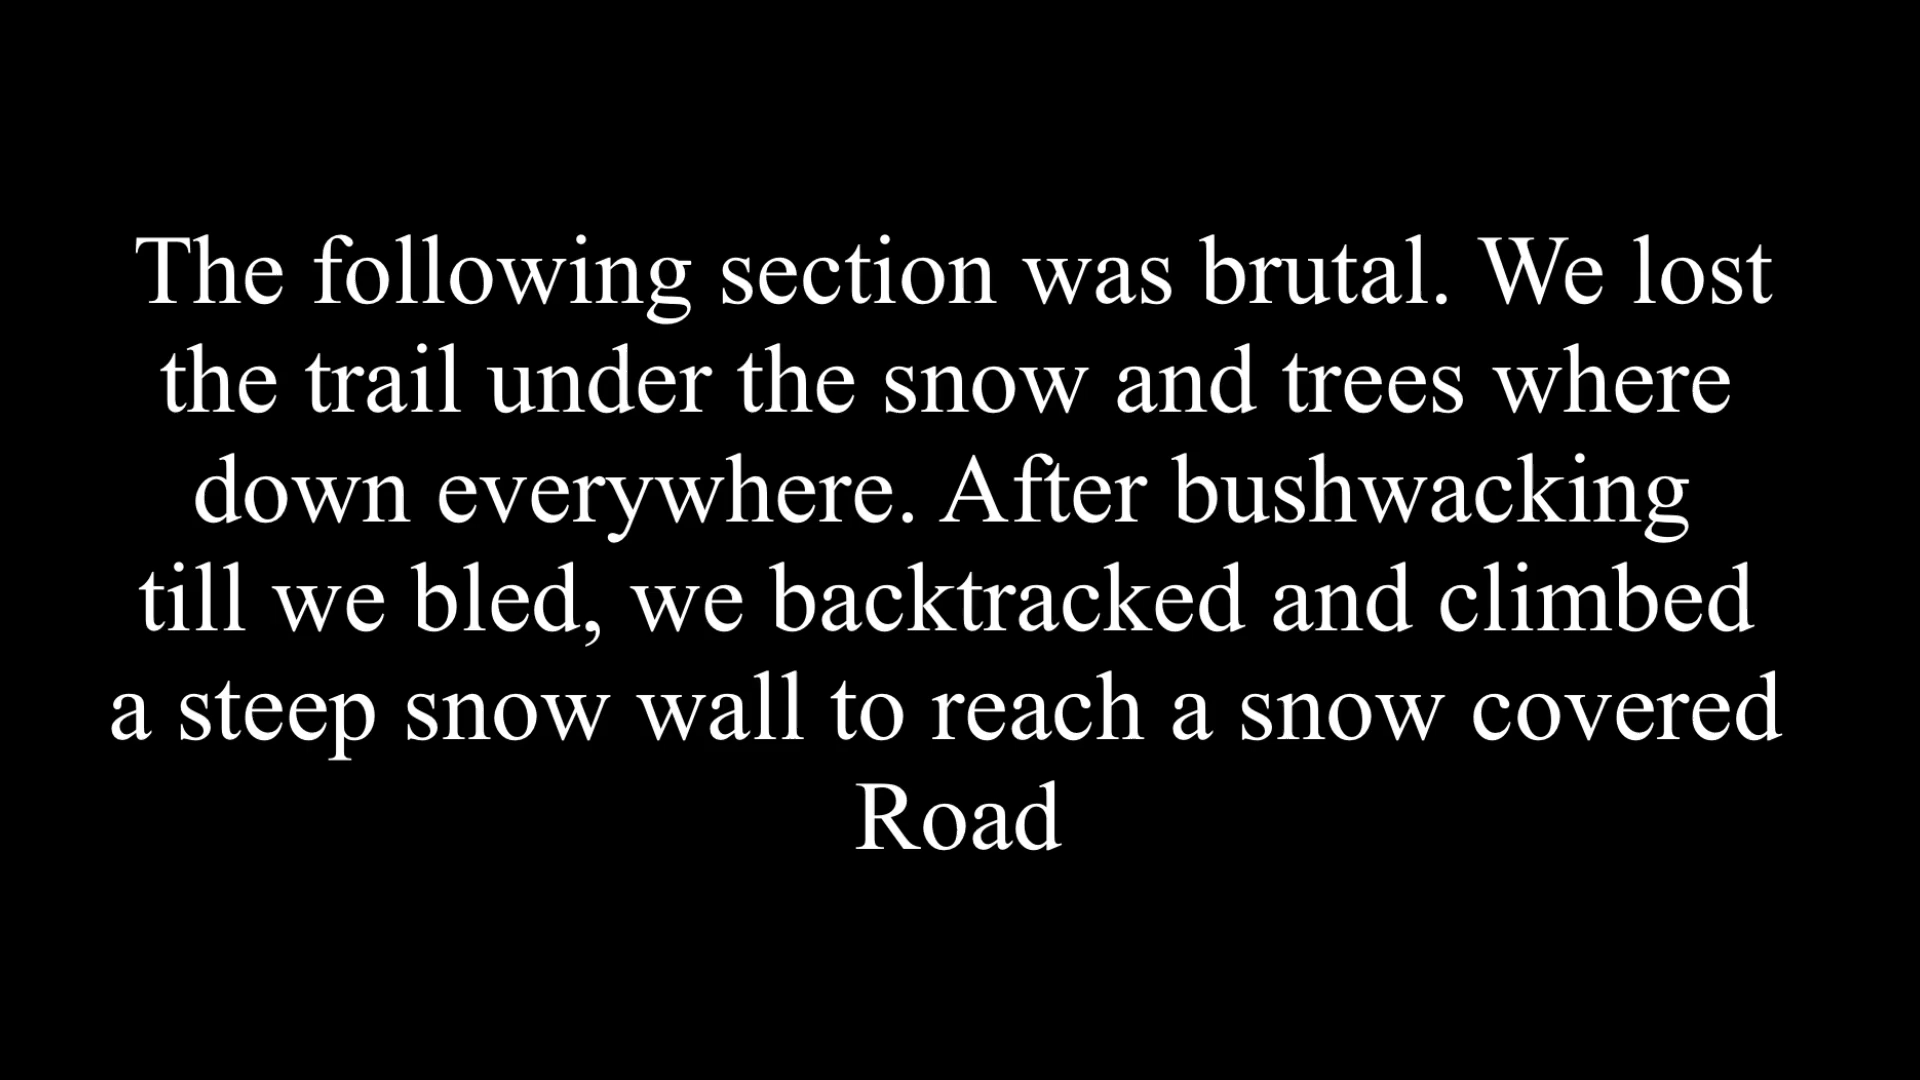 The following section was brutal. We lost
the trail under the snow and trees where
down everywhere. After bushwacking
till we bled, we backtracked and climbed
a steep snow wall to reach a snow covered
Road